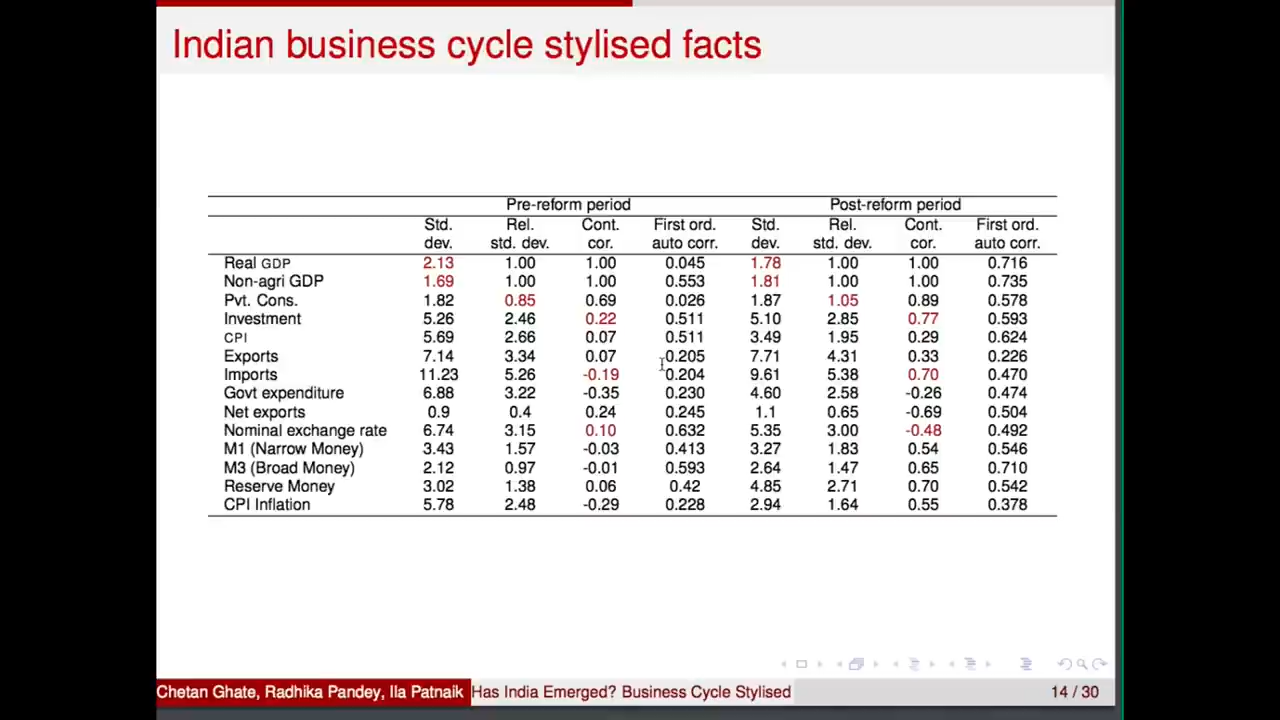 Indian business cycle stylised facts
Pre-reform period Post-reform period
Std. Rel. Cont. First ord. Std. Rel. Cont. First ord.
dev. std. dev. cor. auto corr. dev. std. dev. cor. auto corr.
Real GDP 2.13 1.00 1.00 0.045 1.78 1.00 1.00 0.716
Non-agri GDP 1.69 1.00 1.00 0.553 1.81 1.00 1.00 0.735
Pvt. Cons. 1.82 0.85 0.69 0.026 1.87 1.05 0.89 0.578
Investment 5.26 2.46 0.22 0.511 5.10 2.85 0.77 0.593
CPI 5.69 2.66 0.07 0.511 3.49 1.95 0.29 0.624
Exports 7.14 3.34 0.07 0.205 7.71 4.31 0.33 0.226
Imports 11.23 5.26 -0.19 0.204 9.61 5.38 0.70 0.470
Govt expenditure 6.88 3.22 -0.35 0.230 4.60 2.58 -0.26 0.474
Net exports 0.9 0.4 0.24 0.245 1.1 0.65 -0.69 0.504
Nominal exchange rate 6.74 3.15 0.10 0.632 5.35 3.00 -0.48 0.492
M1 (Narrow Money) 3.43 1.57 -0.03 0.413 3.27 1.83 0.54 0.546
M3 (Broad Money) 2.12 0.97 -0.01 0.593 2.64 1.47 0.65 0.710
Reserve Money 3.02 1.38 0.06 0.42 4.85 2.71 0.70 0.542
CPI Inflation 5.78 2.48 -0.29 0.228 2.94 1.64 0.55 0.378
Chetan Ghate, Radhika Pandey, Ila Patnaik Has India Emerged? Business Cycle Stylised 14 / 30